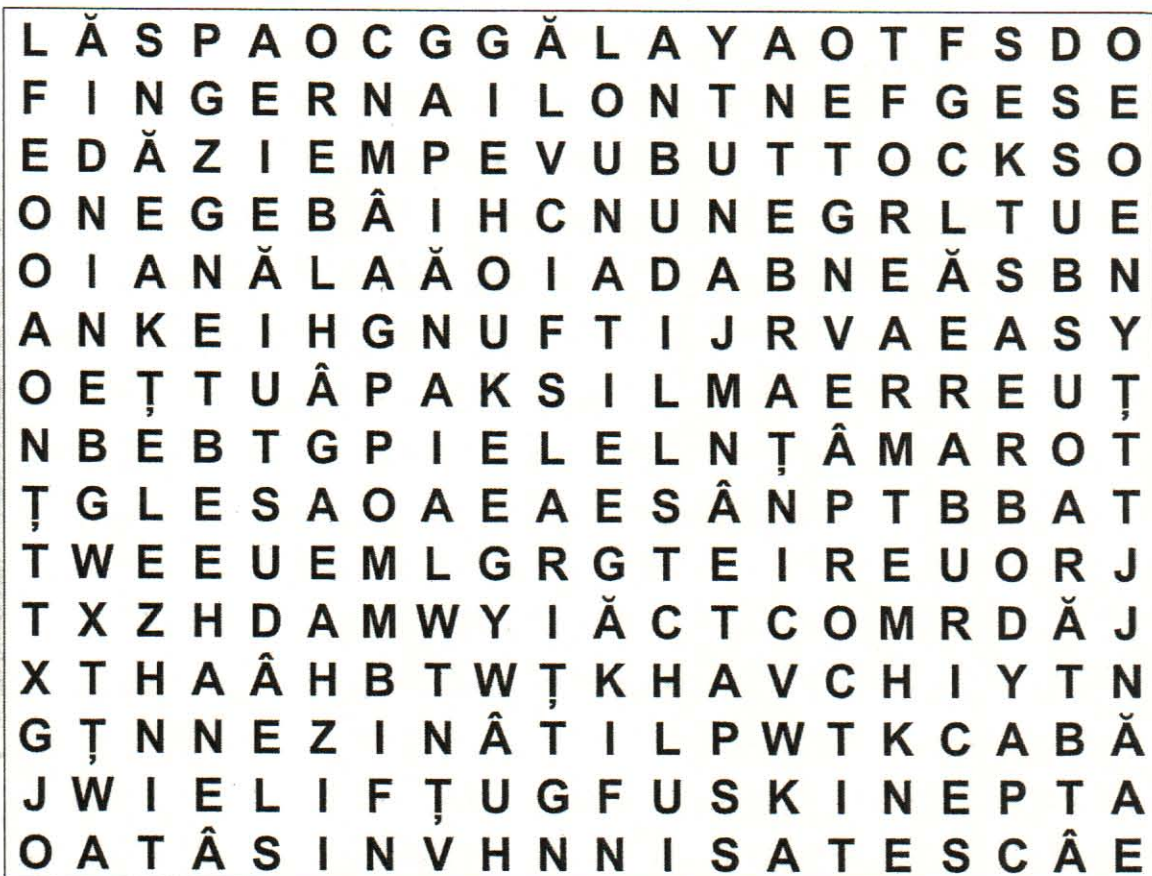 L Ă S P A O C G G Ă L A Y A O T F S D O
F I N G E R N A I L O N T N E F G E S E
E D Ă Z I E M P E V U B U T T O C K S O
O N E G E B Â I H C N U N E G R L T U E
O I A N Ă L A Ă O I A D A B N E Ă S B N
A N K E I H G N U F T I J R V A E A S Y
O E Ț T U Â P A K S I L M A E R R E U Ț
N B E B T G P I E L E L N Ț Â M A R O T
Ț G L E S A O A E A E S Â N P T B B A T
T W E E U E M L G R G T E I R E U O R J
T X Z H D A M W Y I Ă C T C O M R D Ă J
X T H A Â H B T W Ț K H A V C H I Y T N
G Ț N N E Z I N Â T I L P W T K C A B Ă
J W I E L I F Ț U G F U S K I N E P T A
O A T Â S I N V H N N I S A T E S C Â E